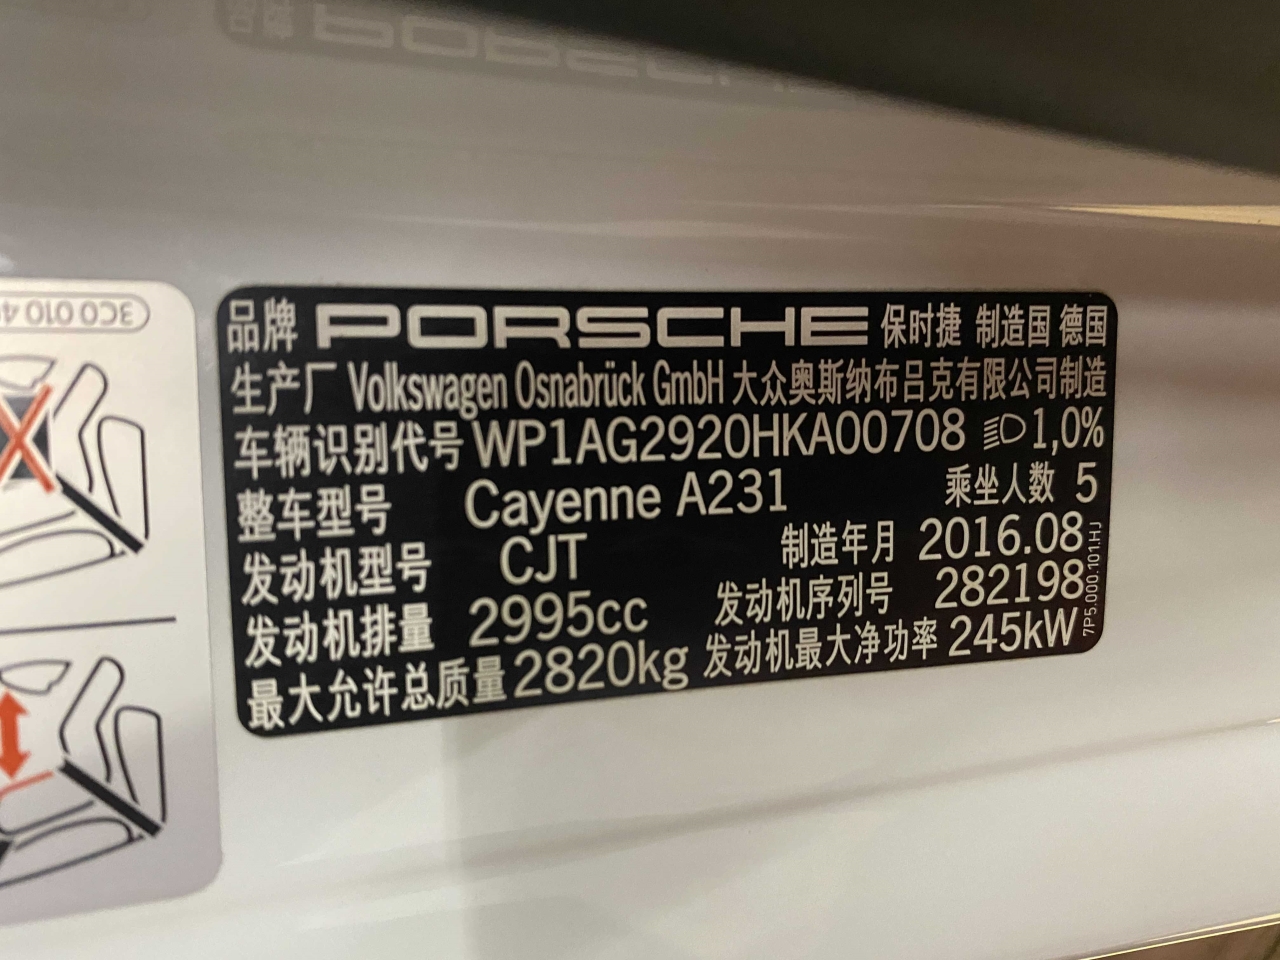 3C0 010 4
品牌 PORSCHE 保时捷 制造国 德国
生产厂 Volkswagen Osnabrück GmbH 大众奥斯纳布吕克有限公司制造
车辆识别代号 WP1AG2920HKA00708 1,0%
整车型号 Cayenne A231 乘坐人数 5
发动机型号 CJT 制造年月 2016.08
发动机排量 2995cc 发动机序列号 282198
最大允许总质量 2820kg 发动机最大净功率 245kW
7P5.000.101.HJ